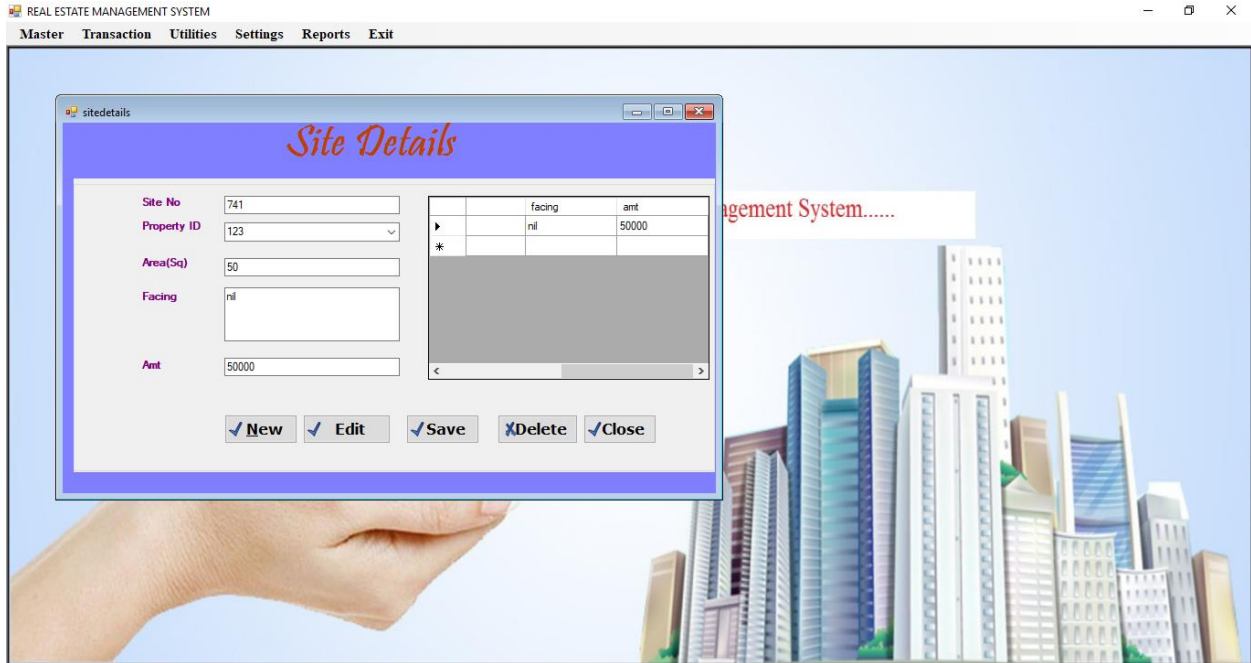 REAL ESTATE MANAGEMENT SYSTEM
Master Transaction Utilities Settings Reports Exit
sitedetails
Site Details
agement System......
Site No 741
Property ID 123
Area(Sq) 50
Facing nil
Amt 50000
facing amt
nil 50000
New Edit Save Delete Close